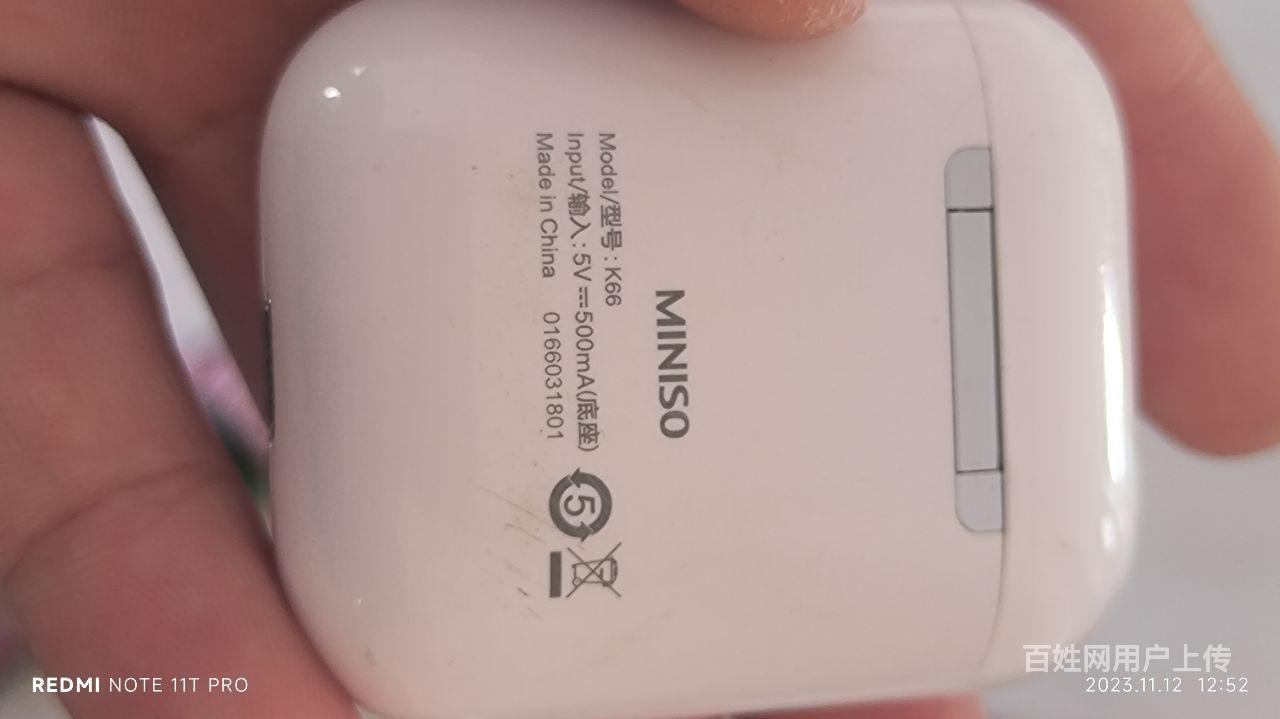 MINISO
Model/型号 : K66
Input/输入 : 5V⎓500mA(底座)
Made in China 0166031801
5
REDMI NOTE 11T PRO
百姓网用户上传
2023.11.12 12:52